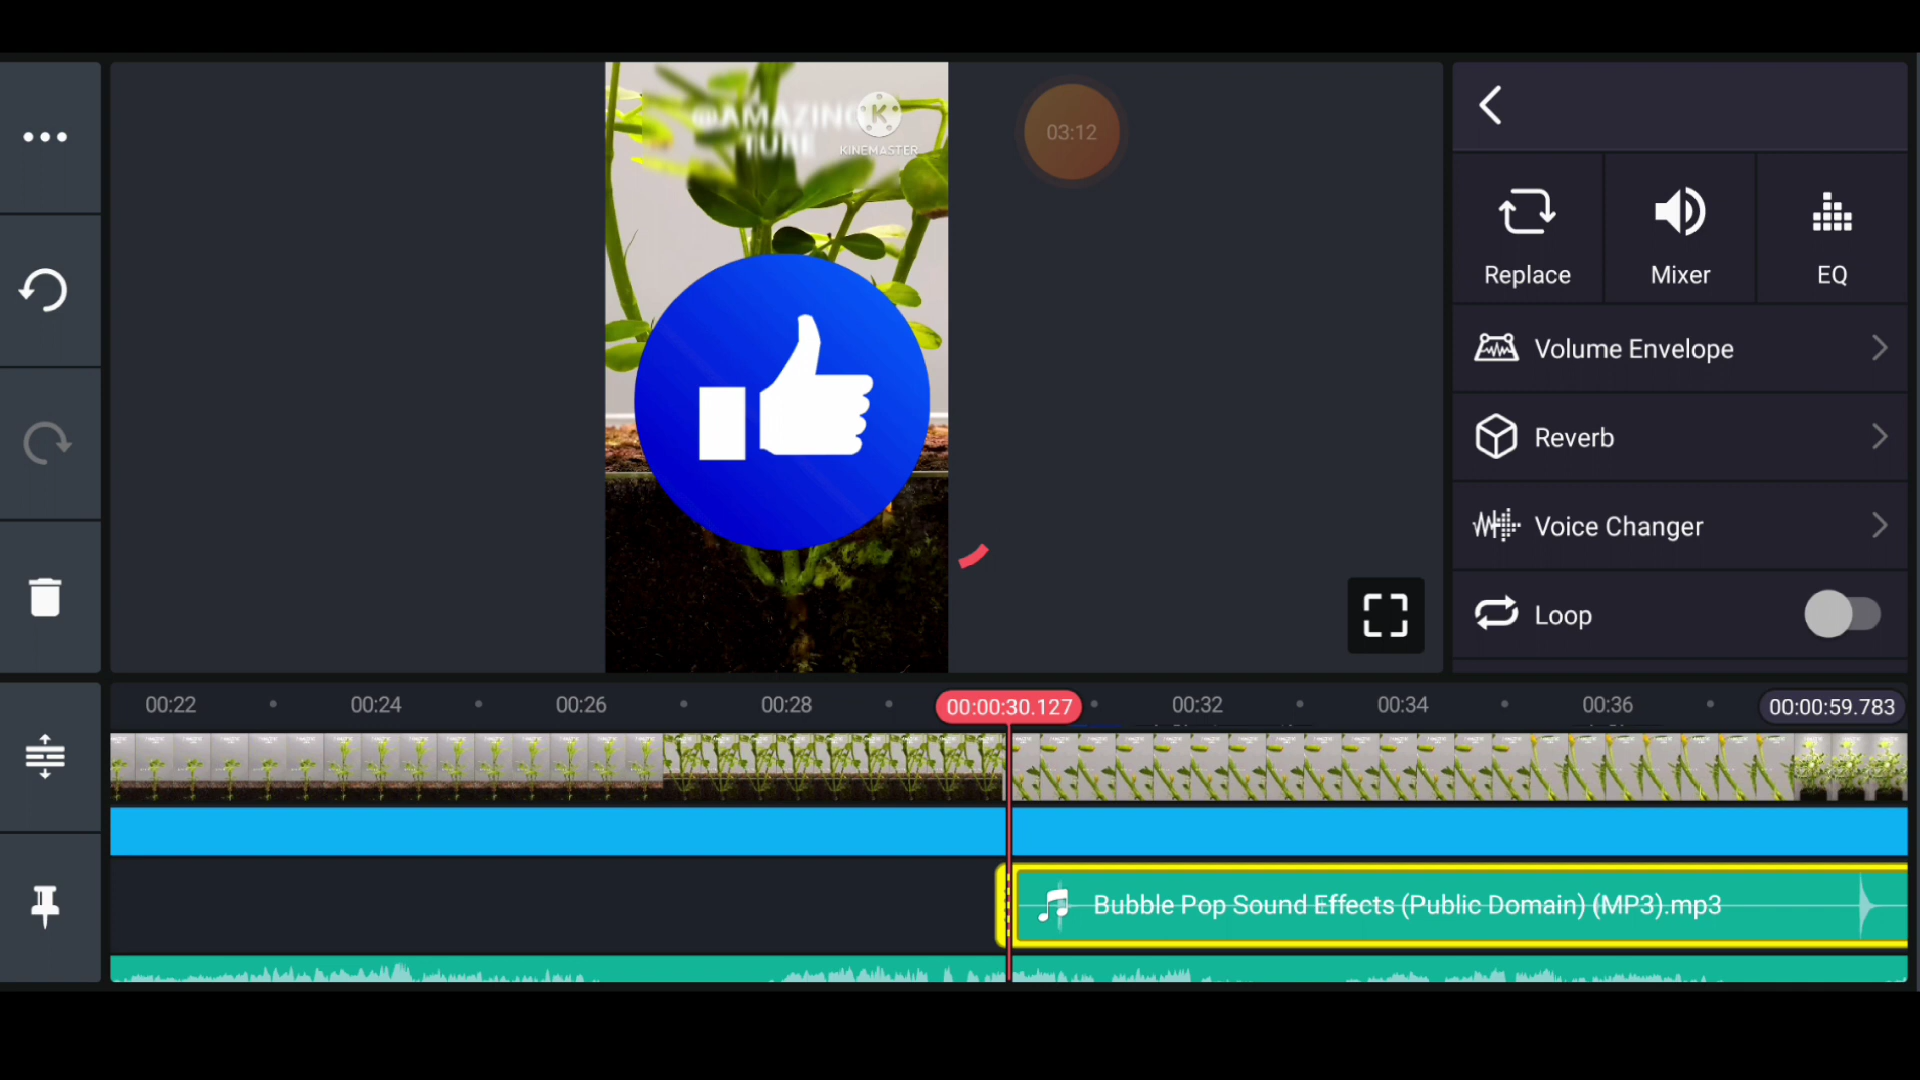 @AMAZING
TUBE
KINEMASTER
03:12
Replace
Mixer
EQ
Volume Envelope
Reverb
Voice Changer
Loop
00:22
00:24
00:26
00:28
00:00:30.127
00:32
00:34
00:36
00:00:59.783
Bubble Pop Sound Effects (Public Domain) (MP3).mp3